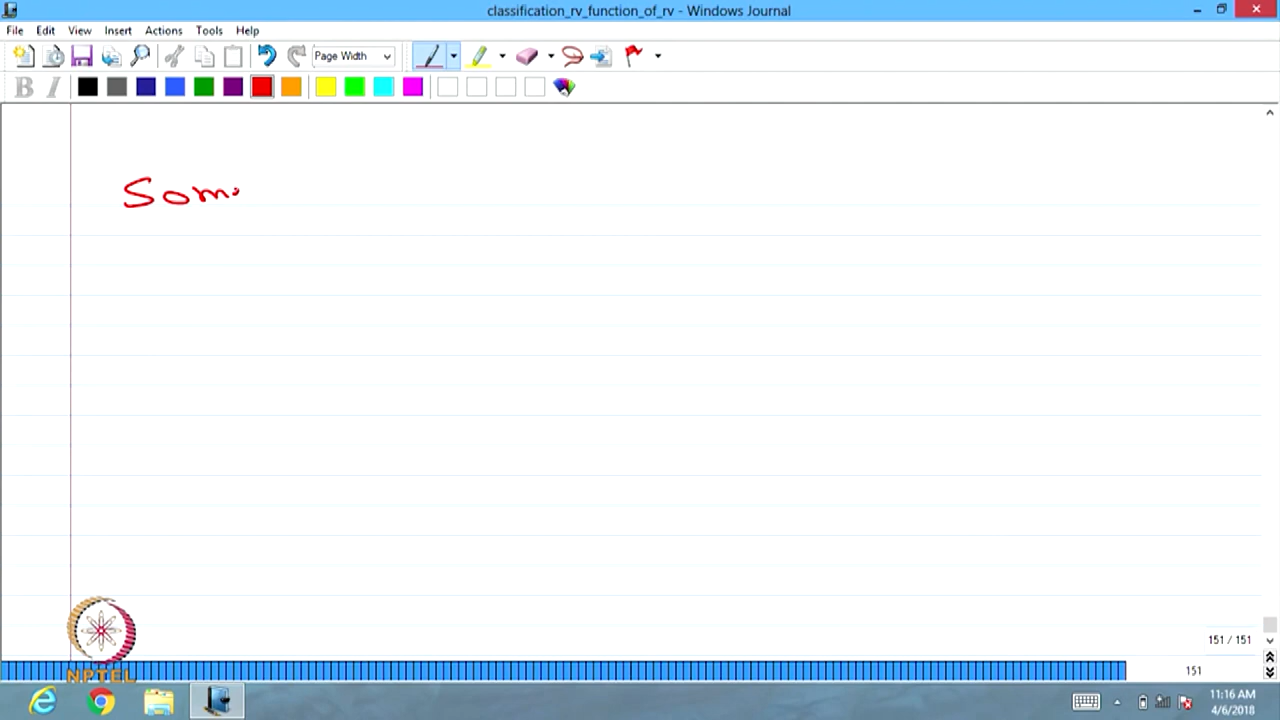 classification_rv_function_of_rv - Windows Journal
File Edit View Insert Actions Tools Help
Page Width
B I
Som
151 / 151
151
NPTEL
11:16 AM
4/6/2018